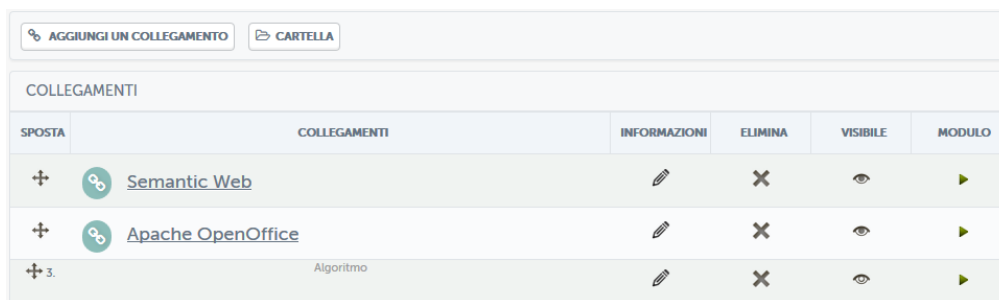 AGGIUNGI UN COLLEGAMENTO CARTELLA
COLLEGAMENTI
SPOSTA COLLEGAMENTI INFORMAZIONI ELIMINA VISIBILE MODULO
Semantic Web
Apache OpenOffice
3. Algoritmo